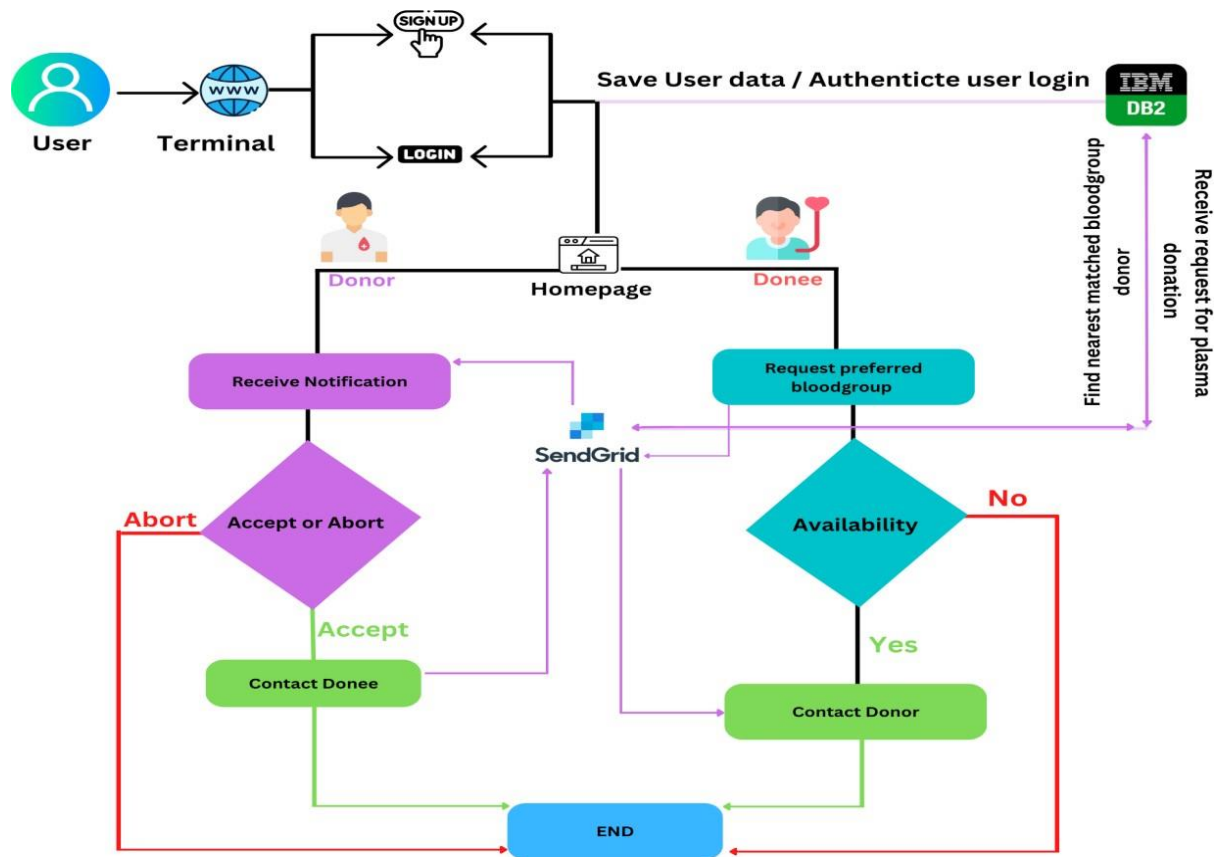 SIGN UP
WWW
User
Terminal
LOGIN
Save User data / Authenticte user login
IBM
DB2
Donor
Homepage
Donee
Find nearest matched bloodgroup
donor
Receive request for plasma
donation
Receive Notification
Request preferred
bloodgroup
SendGrid
Abort
Accept or Abort
Availability
No
Accept
Yes
Contact Donee
Contact Donor
END